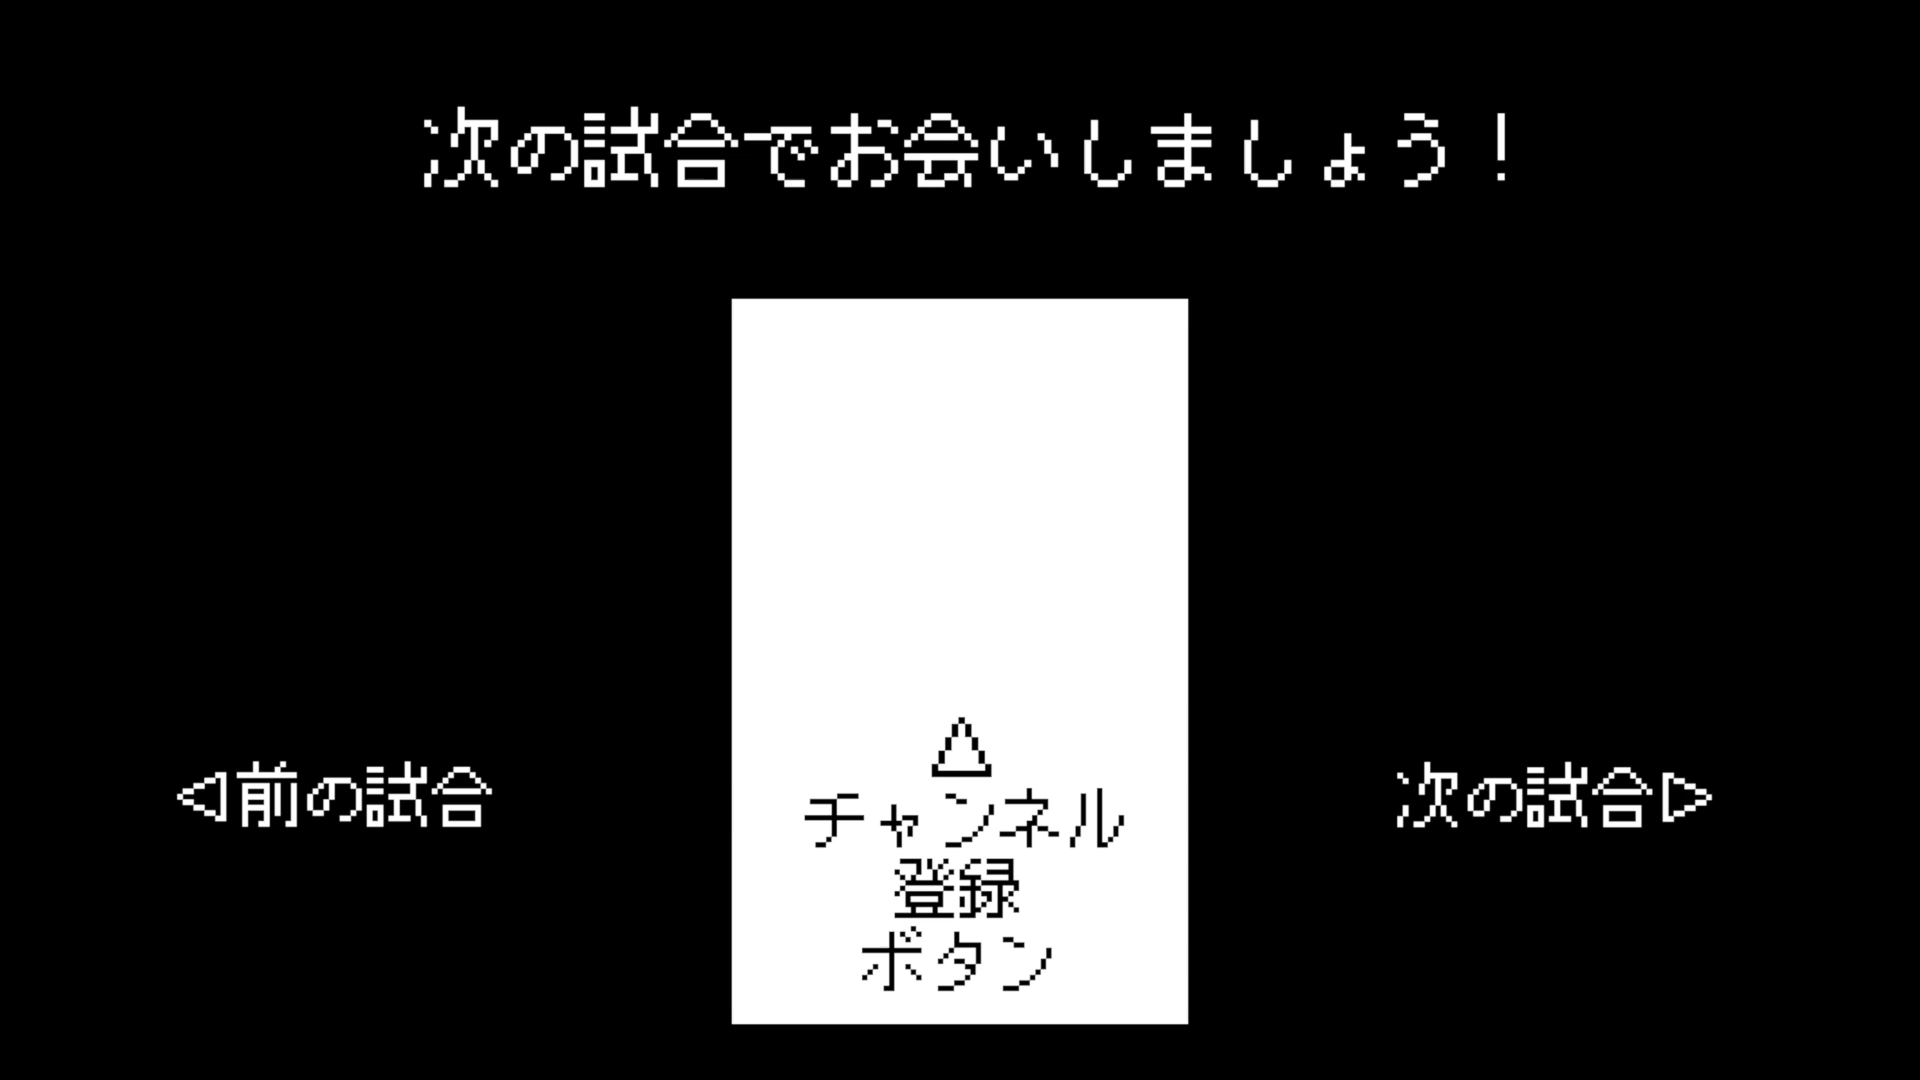 次の試合でお会いしましょう！
◁前の試合
△
チャンネル
登録
ボタン
次の試合▷